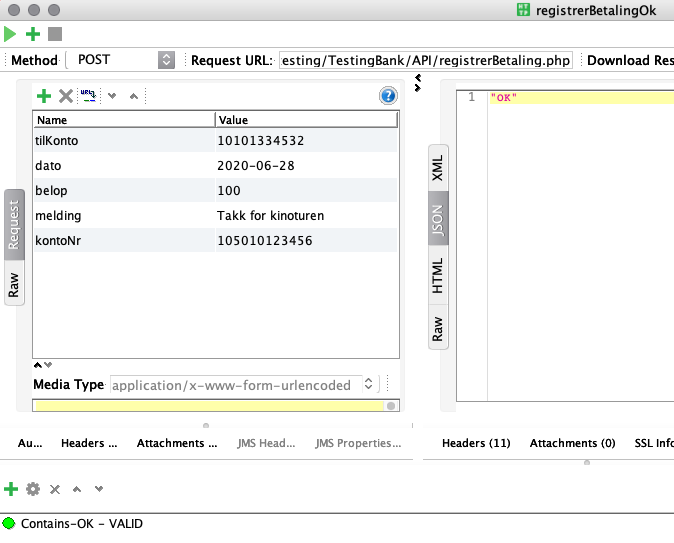 registrerBetalingOk
Method POST Request URL: esting/TestingBank/API/registrerBetaling.php Download Res
Name Value
tilKonto 10101334532
dato 2020-06-28
belop 100
melding Takk for kinoturen
kontoNr 105010123456
Request
Raw
Media Type application/x-www-form-urlencoded
1 "OK"
XML
JSON
HTML
Raw
Au... Headers ... Attachments ... JMS Head... JMS Properties...
Headers (11) Attachments (0) SSL Info
Contains-OK - VALID